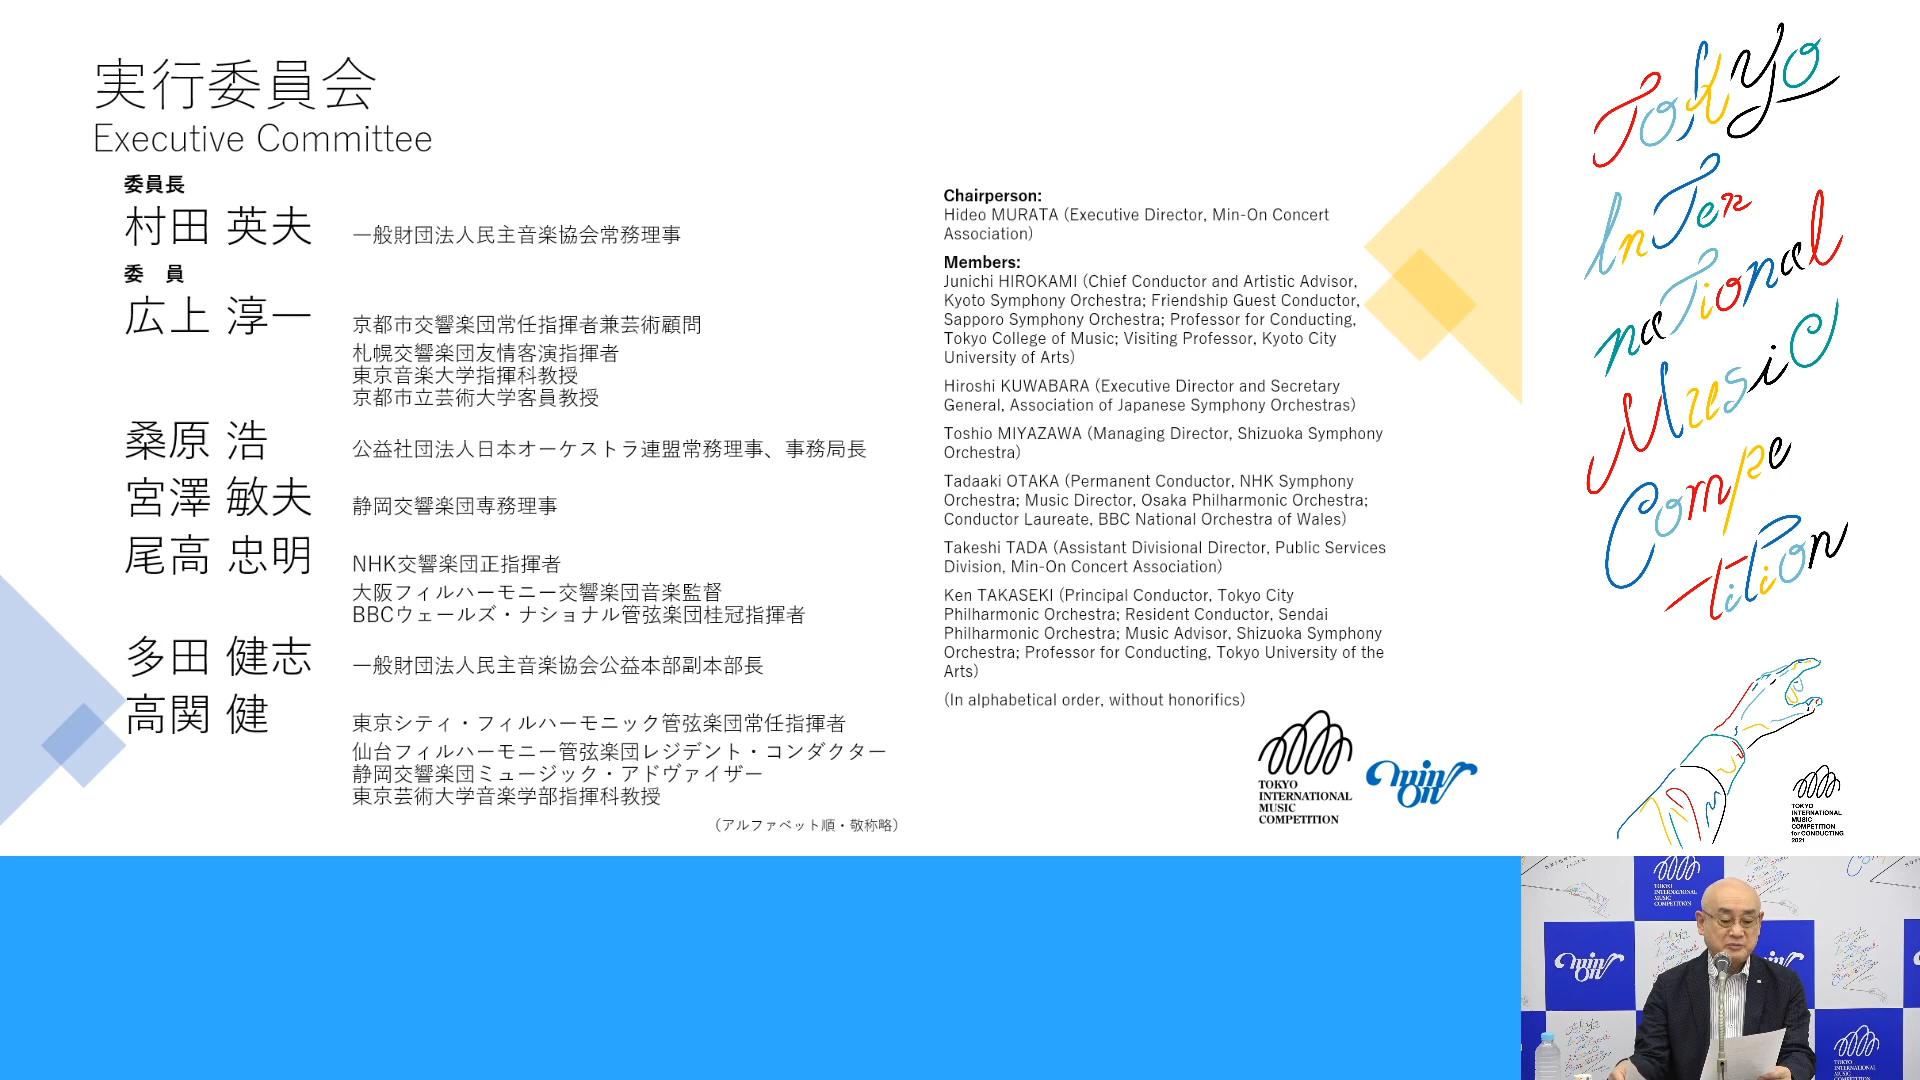 実行委員会
Executive Committee
委員長
村田 英夫 一般財団法人民主音楽協会常務理事
委　員
広上 淳一 京都市交響楽団常任指揮者兼芸術顧問
札幌交響楽団友情客演指揮者
東京音楽大学指揮科教授
京都市立芸術大学客員教授
桑原 浩 公益社団法人日本オーケストラ連盟常務理事、事務局長
宮澤 敏夫 静岡交響楽団専務理事
尾高 忠明 NHK交響楽団正指揮者
大阪フィルハーモニー交響楽団音楽監督
BBCウェールズ・ナショナル管弦楽団桂冠指揮者
多田 健志 一般財団法人民主音楽協会公益本部副本部長
高関 健 東京シティ・フィルハーモニック管弦楽団常任指揮者
仙台フィルハーモニー管弦楽団レジデント・コンダクター
静岡交響楽団ミュージック・アドヴァイザー
東京芸術大学音楽学部指揮科教授
（アルファベット順・敬称略）
Chairperson:
Hideo MURATA (Executive Director, Min-On Concert
Association)
Members:
Junichi HIROKAMI (Chief Conductor and Artistic Advisor,
Kyoto Symphony Orchestra; Friendship Guest Conductor,
Sapporo Symphony Orchestra; Professor for Conducting,
Tokyo College of Music; Visiting Professor, Kyoto City
University of Arts)
Hiroshi KUWABARA (Executive Director and Secretary
General, Association of Japanese Symphony Orchestras)
Toshio MIYAZAWA (Managing Director, Shizuoka Symphony
Orchestra)
Tadaaki OTAKA (Permanent Conductor, NHK Symphony
Orchestra; Music Director, Osaka Philharmonic Orchestra;
Conductor Laureate, BBC National Orchestra of Wales)
Takeshi TADA (Assistant Divisional Director, Public Services
Division, Min-On Concert Association)
Ken TAKASEKI (Principal Conductor, Tokyo City
Philharmonic Orchestra; Resident Conductor, Sendai
Philharmonic Orchestra; Music Advisor, Shizuoka Symphony
Orchestra; Professor for Conducting, Tokyo University of the
Arts)
(In alphabetical order, without honorifics)
TOKYO
INTERNATIONAL
MUSIC
COMPETITION
min On
Tokyo
InTer
naTional
Music
Compe
tiTion
TOKYO
INTERNATIONAL
MUSIC
COMPETITION
for CONDUCTING
2021
TOKYO
INTERNATIONAL
MUSIC
COMPETITION
min On
min On
TOKYO
INTERNATIONAL
MUSIC
COMPETITION